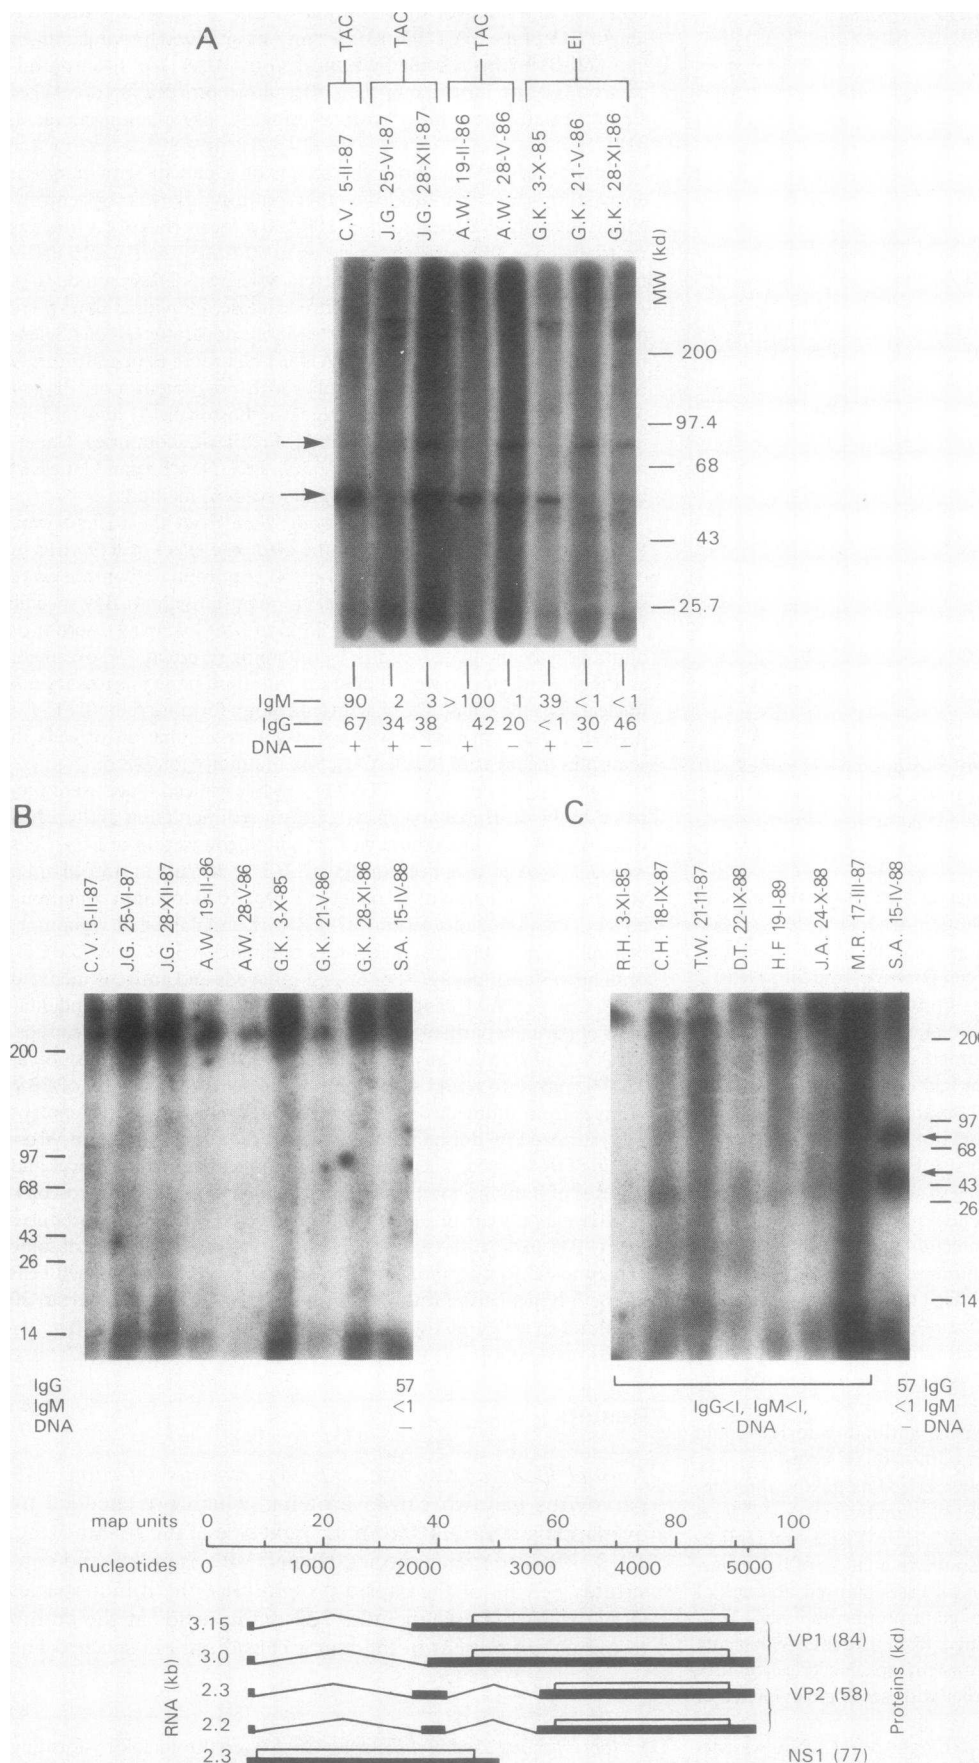 A
TAC
TAC
TAC
EI
C.V. 5-II-87
J.G. 25-VI-87
J.G. 28-XII-87
A.W. 19-II-86
A.W. 28-V-86
G.K. 3-X-85
G.K. 21-V-86
G.K. 28-XI-86
MW (kd)
200
97.4
68
43
25.7
IgM 90 2 3 >100 1 39 <1 <1
IgG 67 34 38 42 20 <1 30 46
DNA + + − + − + − −
B
C.V. 5-II-87
J.G. 28-VI-87
J.G. 28-XII-87
A.W. 19-II-86
A.W. 28-V-86
G.K. 3-X-85
G.K. 21-V-86
G.K. 28-XI-86
S.A. 15-IV-88
200
97
68
43
26
14
IgG 57
IgM <1
DNA −
C
R.H. 3-XI-85
C.H. 18-IX-87
T.W. 21-11-87
D.T. 22-IX-88
H.F 19-I-89
J.A. 24-X-88
M.R. 17-III-87
S.A. 15-IV-88
200
97
68
43
26
14
IgG<I, IgM<I,
- DNA
57 IgG
<1 IgM
− DNA
map units 0 20 40 60 80 100
nucleotides 0 1000 2000 3000 4000 5000
RNA (kb)
3.15
3.0
2.3
2.2
2.3
VP1 (84)
VP2 (58)
NS1 (77)
Proteins (kd)